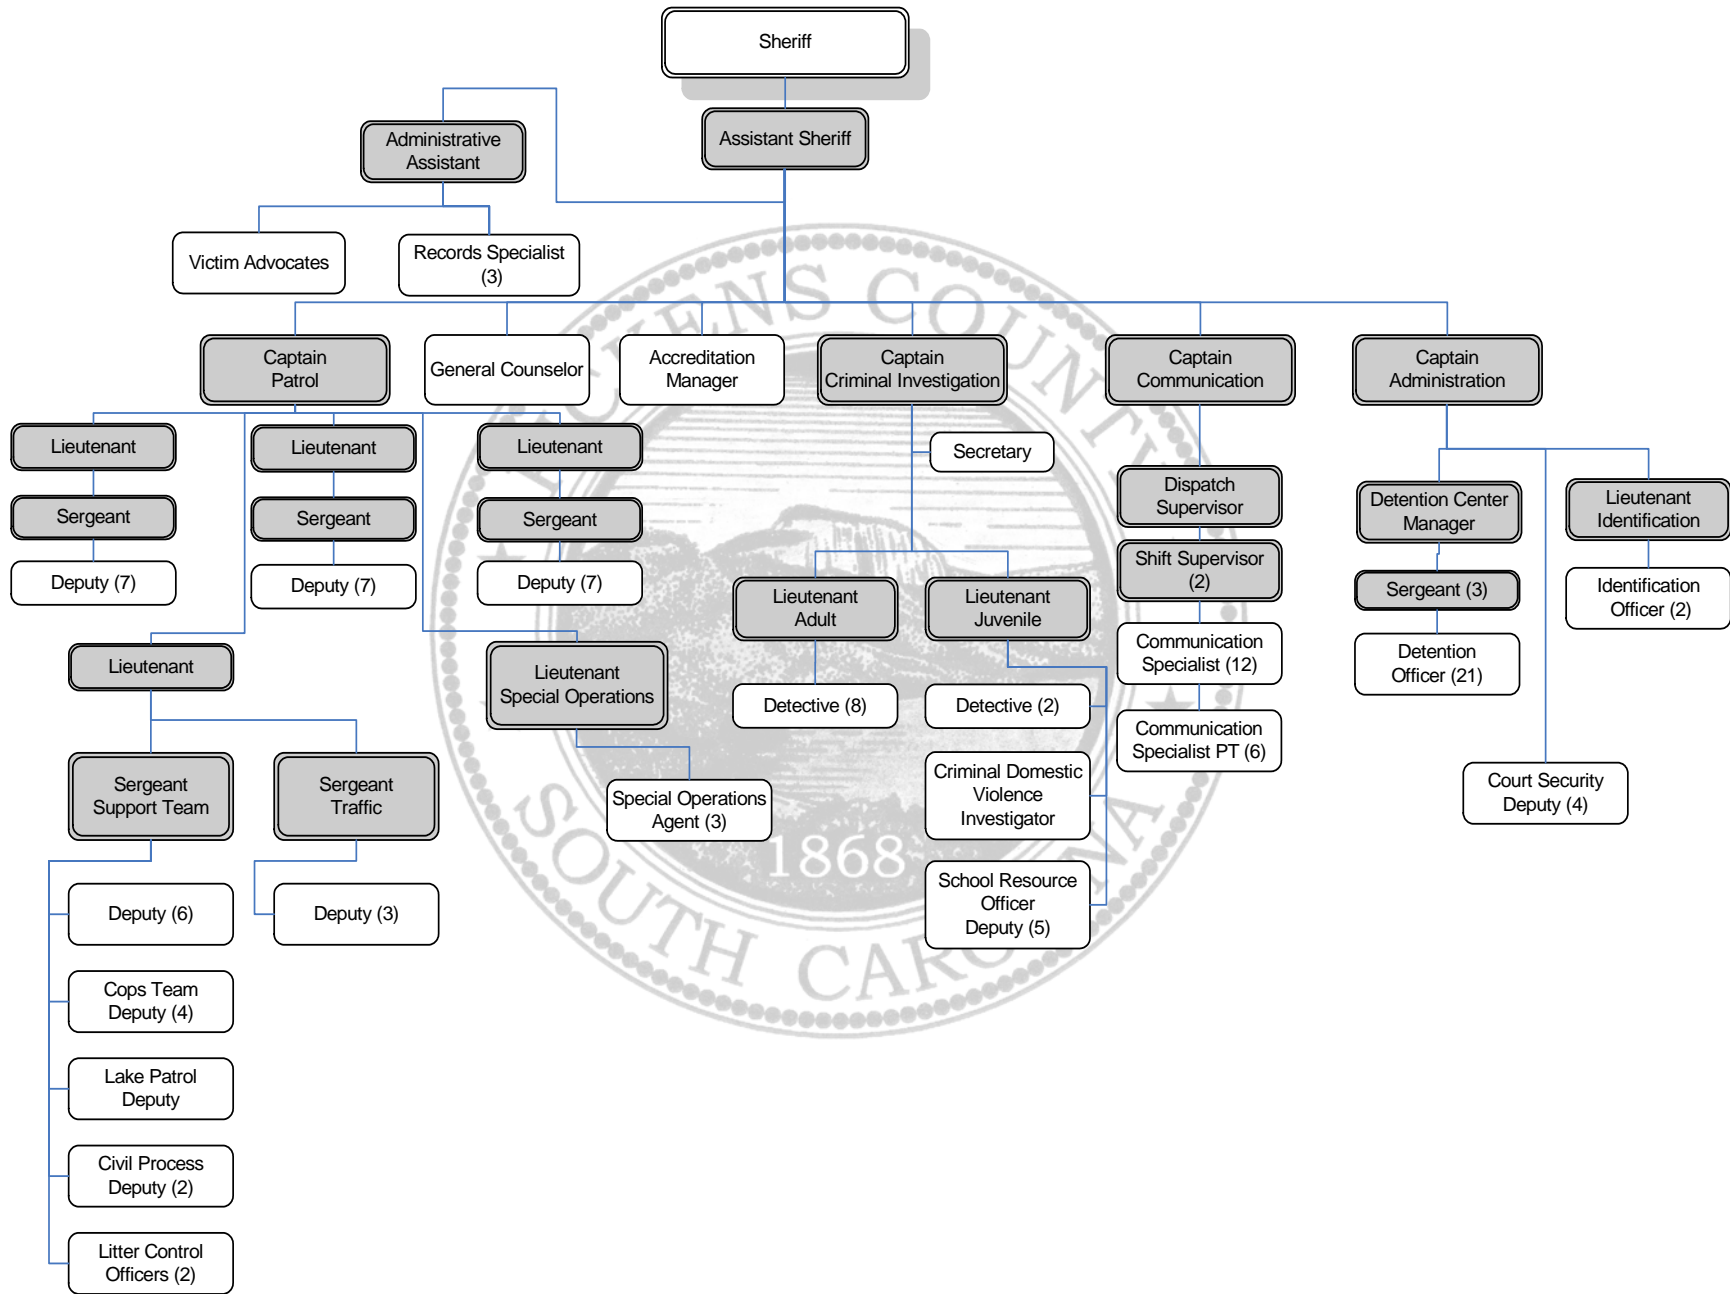 Sheriff
Assistant Sheriff
Administrative
Assistant
Victim Advocates
Records Specialist
(3)
Captain
Patrol
General Counselor
Accreditation
Manager
Captain
Criminal Investigation
Captain
Communication
Captain
Administration
Lieutenant
Lieutenant
Lieutenant
Secretary
Sergeant
Sergeant
Sergeant
Dispatch
Supervisor
Detention Center
Manager
Lieutenant
Identification
Deputy (7)
Deputy (7)
Deputy (7)
Shift Supervisor
(2)
Sergeant (3)
Identification
Officer (2)
Lieutenant
Adult
Lieutenant
Juvenile
Communication
Specialist (12)
Detention
Officer (21)
Lieutenant
Lieutenant
Special Operations
Detective (8)
Detective (2)
Communication
Specialist PT (6)
Sergeant
Support Team
Sergeant
Traffic
Special Operations
Agent (3)
Criminal Domestic
Violence
Investigator
Court Security
Deputy (4)
Deputy (6)
Deputy (3)
School Resource
Officer
Deputy (5)
Cops Team
Deputy (4)
Lake Patrol
Deputy
Civil Process
Deputy (2)
Litter Control
Officers (2)
PICKENS COUNTY
1868
SOUTH CAROLINA